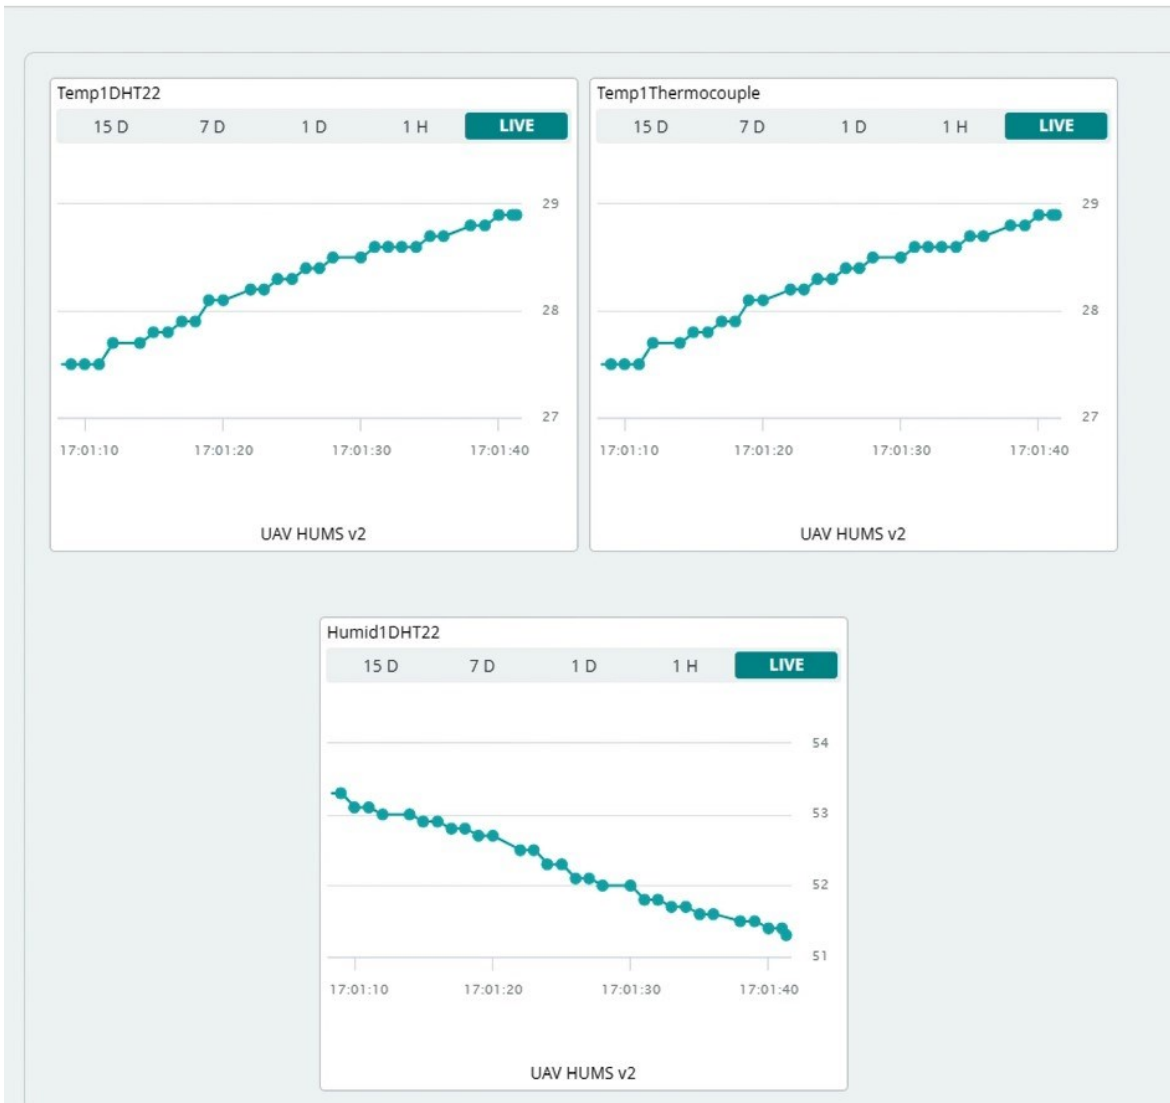 Temp1DHT22
15 D 7 D 1 D 1 H LIVE
29
28
27
17:01:10 17:01:20 17:01:30 17:01:40
UAV HUMS v2
Temp1Thermocouple
15 D 7 D 1 D 1 H LIVE
29
28
27
17:01:10 17:01:20 17:01:30 17:01:40
UAV HUMS v2
Humid1DHT22
15 D 7 D 1 D 1 H LIVE
54
53
52
51
17:01:10 17:01:20 17:01:30 17:01:40
UAV HUMS v2